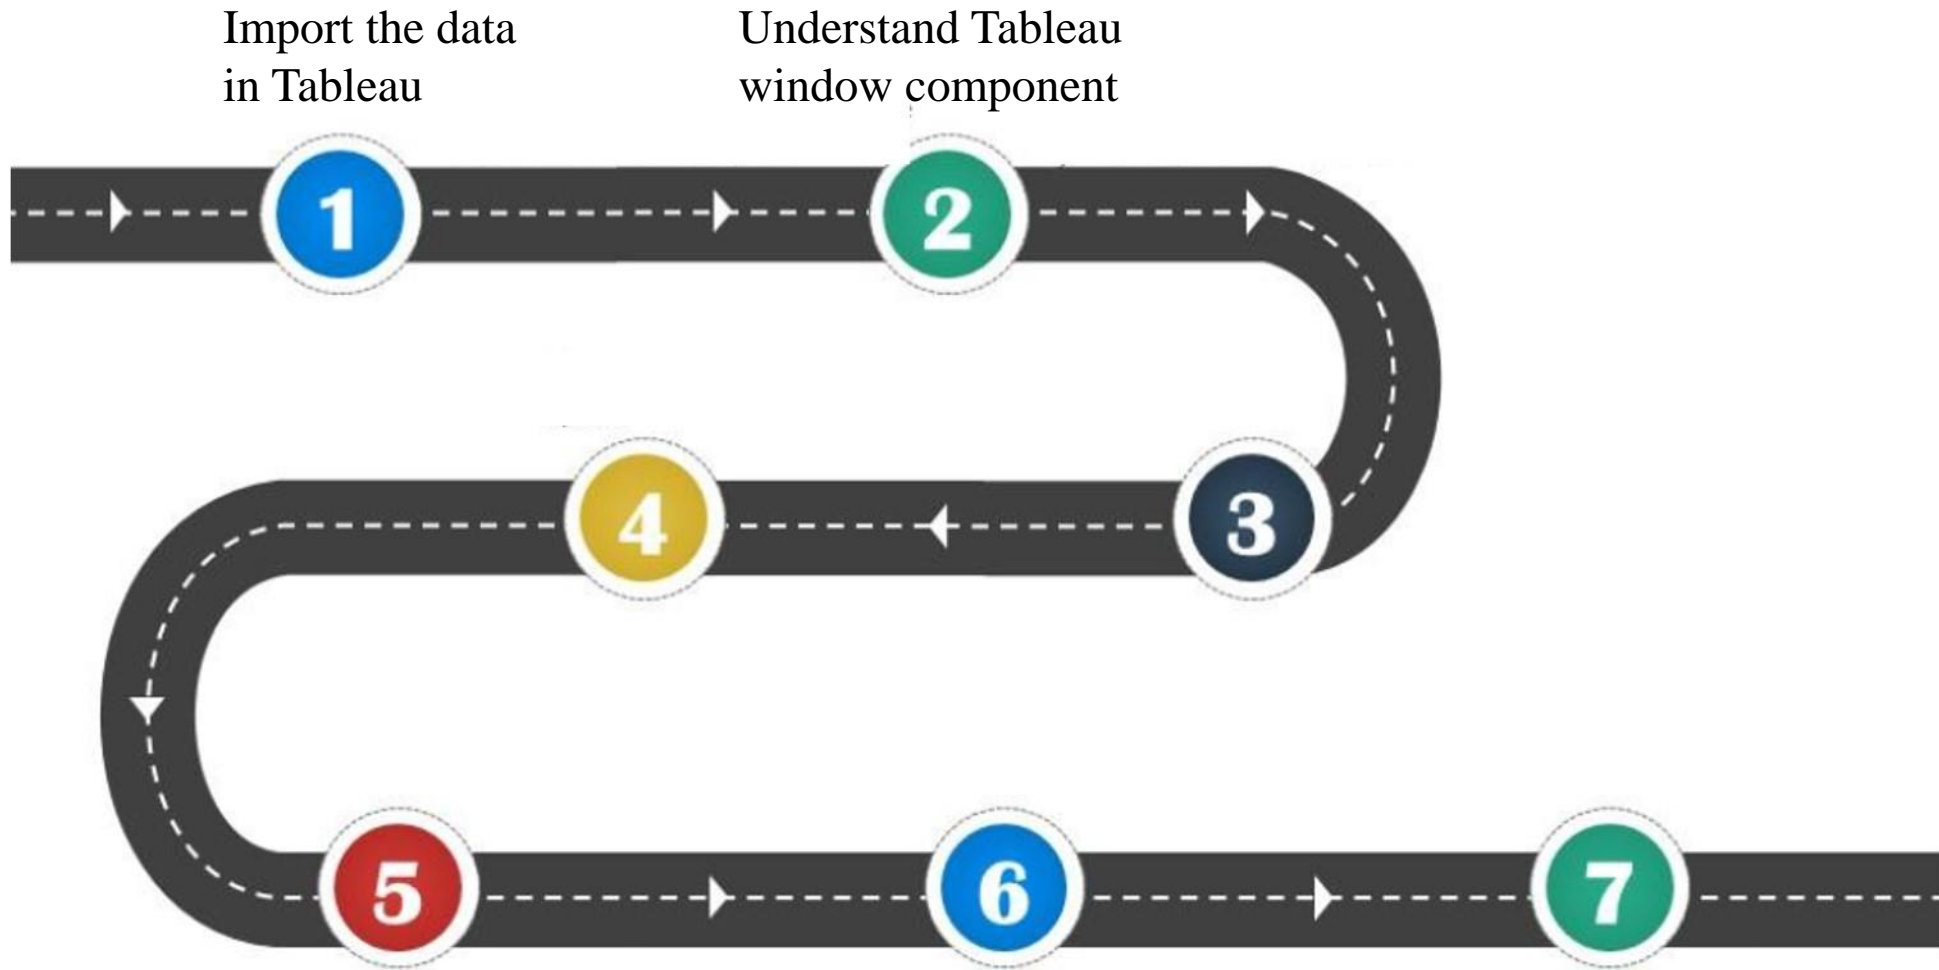 Import the data
in Tableau
Understand Tableau
window component
1
2
3
4
5
6
7